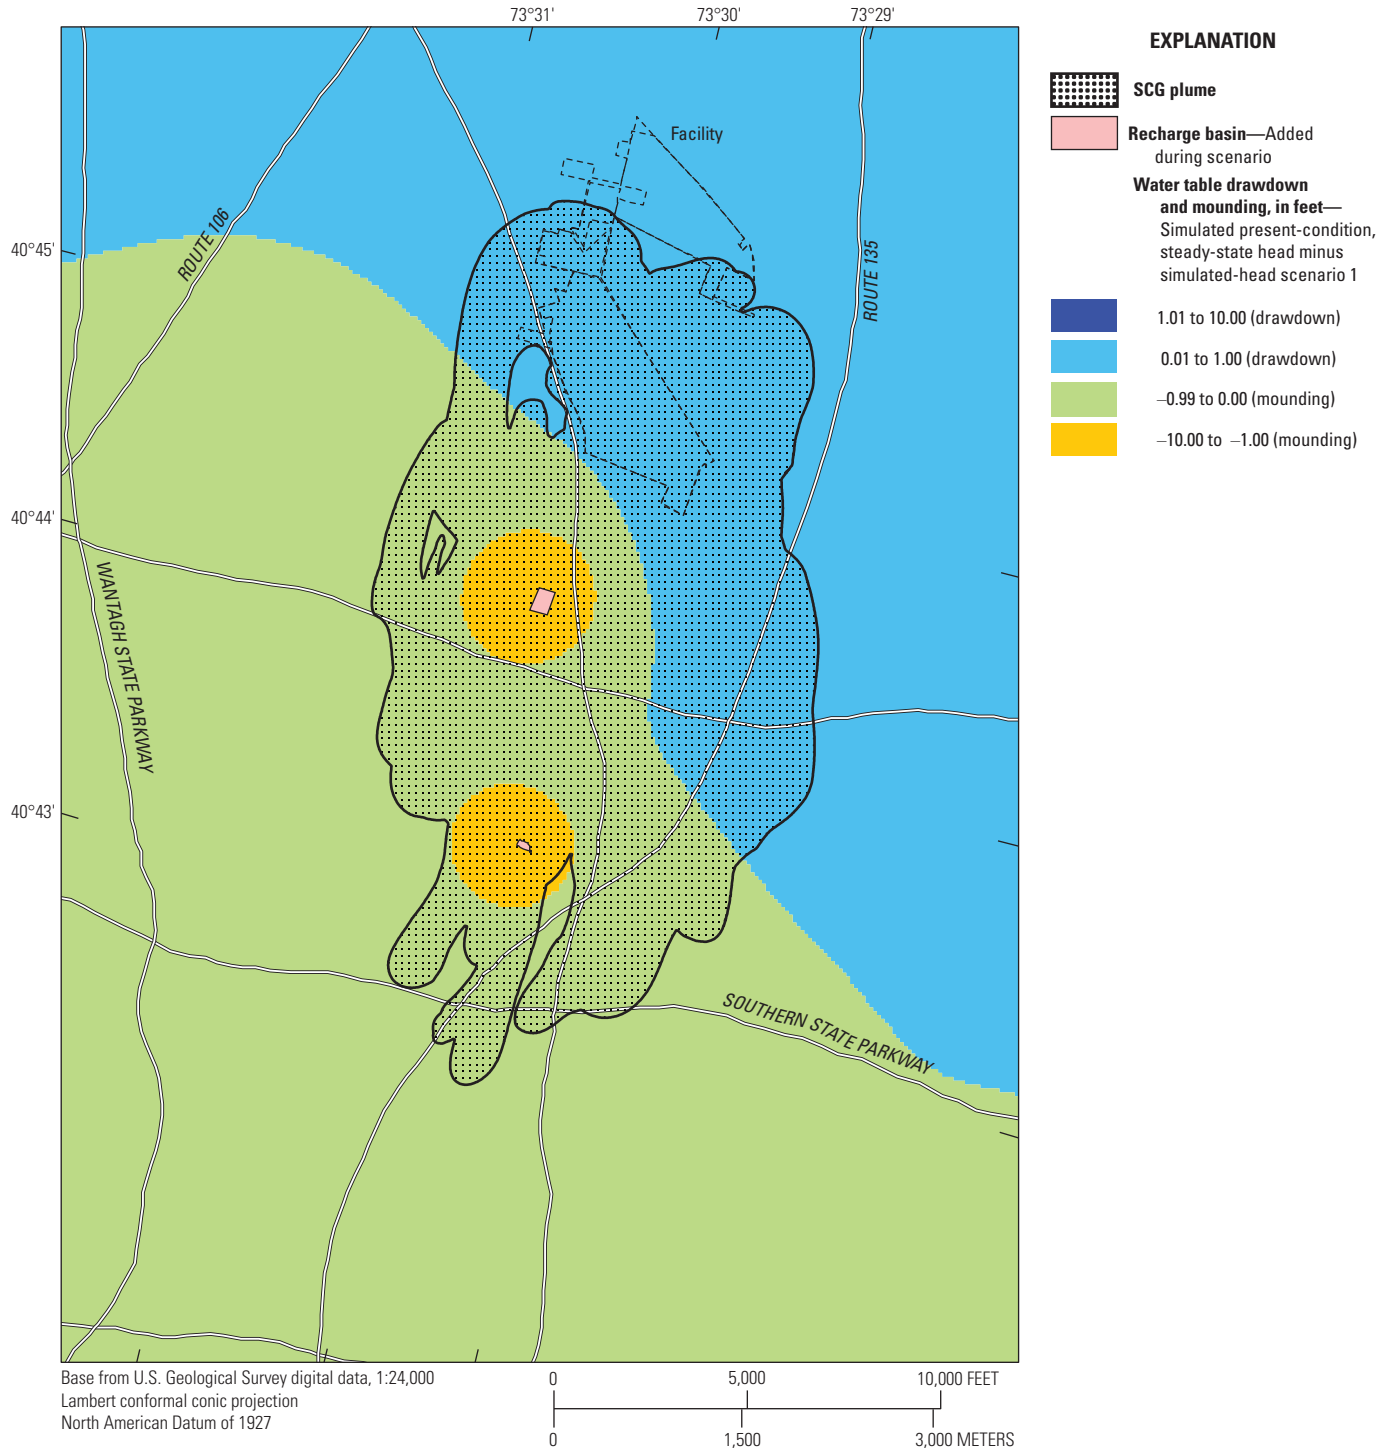 73°31'
73°30'
73°29'
EXPLANATION
SCG plume
Recharge basin—Added
during scenario
Water table drawdown
and mounding, in feet—
Simulated present-condition,
steady-state head minus
simulated-head scenario 1
1.01 to 10.00 (drawdown)
0.01 to 1.00 (drawdown)
–0.99 to 0.00 (mounding)
–10.00 to –1.00 (mounding)
Facility
ROUTE 106
ROUTE 135
40°45'
40°44'
WANTAGH STATE PARKWAY
40°43'
SOUTHERN STATE PARKWAY
Base from U.S. Geological Survey digital data, 1:24,000
Lambert conformal conic projection
North American Datum of 1927
0 5,000 10,000 FEET
0 1,500 3,000 METERS